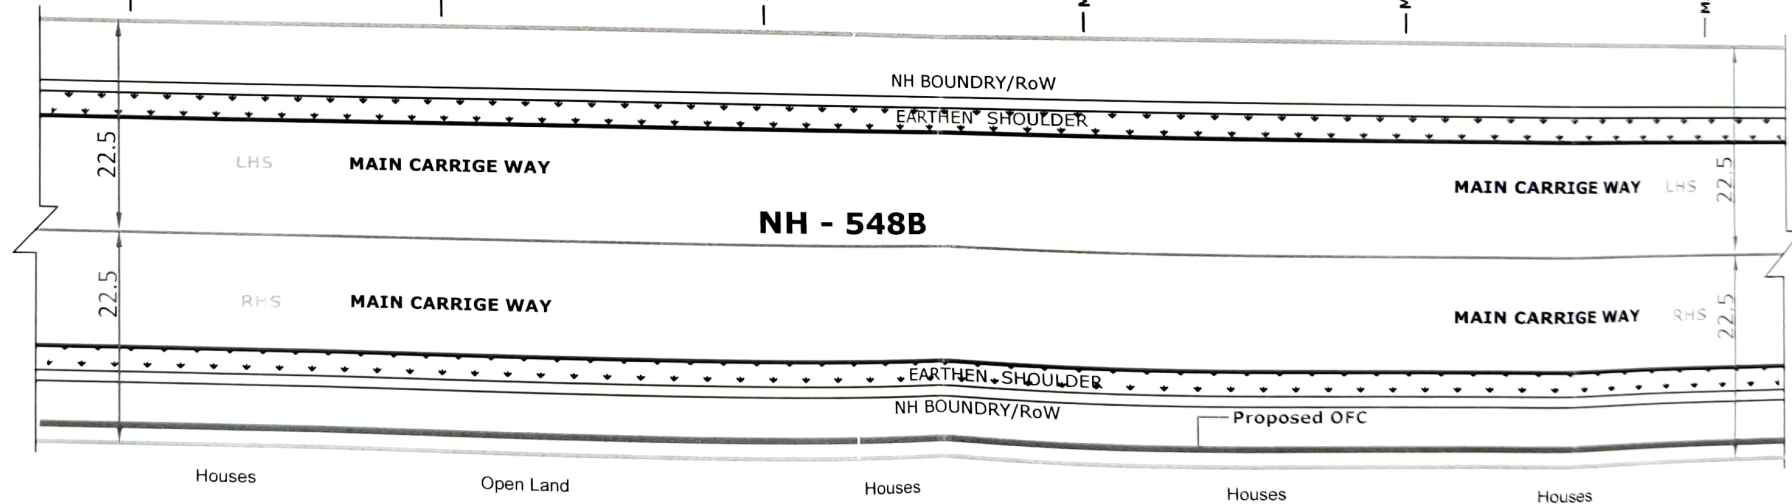 NH BOUNDRY/RoW
EARTHEN SHOULDER
22.5
LHS
MAIN CARRIGE WAY
MAIN CARRIGE WAY
LHS
22.5
NH - 548B
22.5
RHS
MAIN CARRIGE WAY
MAIN CARRIGE WAY
RHS
22.5
EARTHEN SHOULDER
NH BOUNDRY/RoW
Proposed OFC
Houses
Open Land
Houses
Houses
Houses